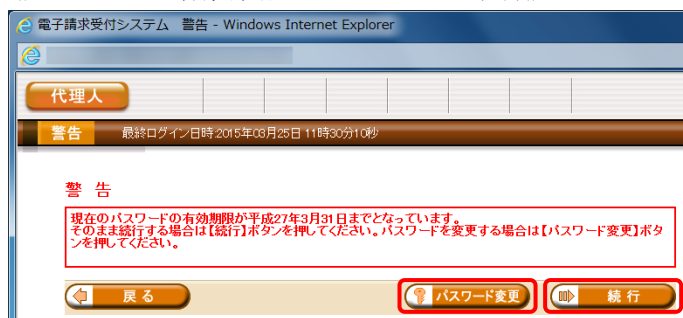 電子請求受付システム 警告 - Windows Internet Explorer
代理人
警告 最終ログイン日時:2015年03月25日 11時30分10秒
警 告
現在のパスワードの有効期限が平成27年3月31日までとなっています。
そのまま続行する場合は【続行】ボタンを押してください。パスワードを変更する場合は【パスワード変更】ボタ
ンを押してください。
戻 る パスワード変更 続 行